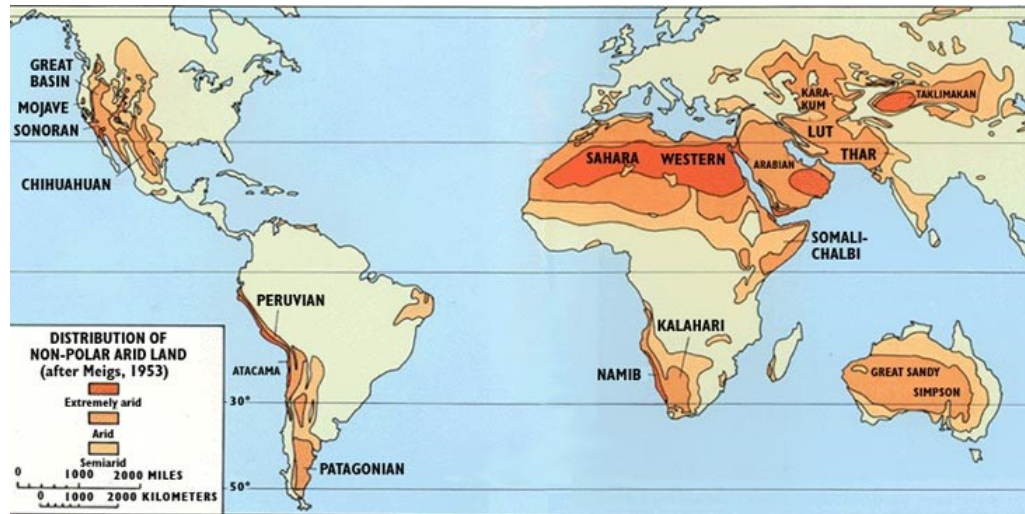 GREAT
BASIN
MOJAVE
SONORAN
CHIHUAHUAN
KARA-
KUM
TAKLIMAKAN
LUT
THAR
SAHARA
WESTERN
ARABIAN
SOMALI-
CHALBI
PERUVIAN
ATACAMA
PATAGONIAN
KALAHARI
NAMIB
GREAT SANDY
SIMPSON
30°
50°
DISTRIBUTION OF
NON-POLAR ARID LAND
(after Meigs, 1953)
Extremely arid
Arid
Semiarid
0 1000 2000 MILES
0 1000 2000 KILOMETERS